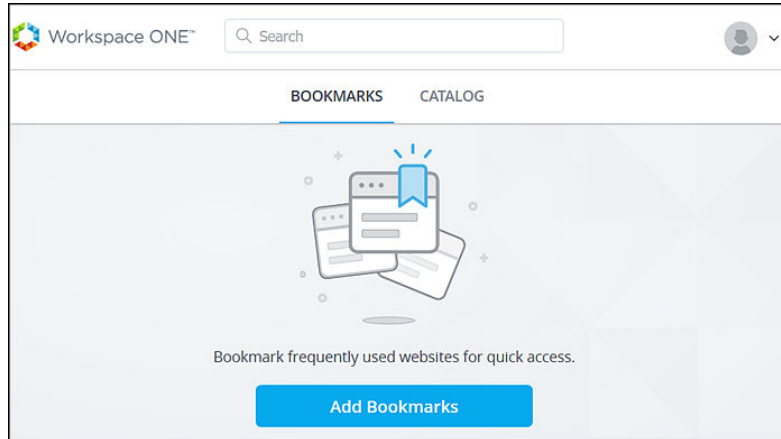 Workspace ONE™
Search
BOOKMARKS CATALOG
Bookmark frequently used websites for quick access.
Add Bookmarks